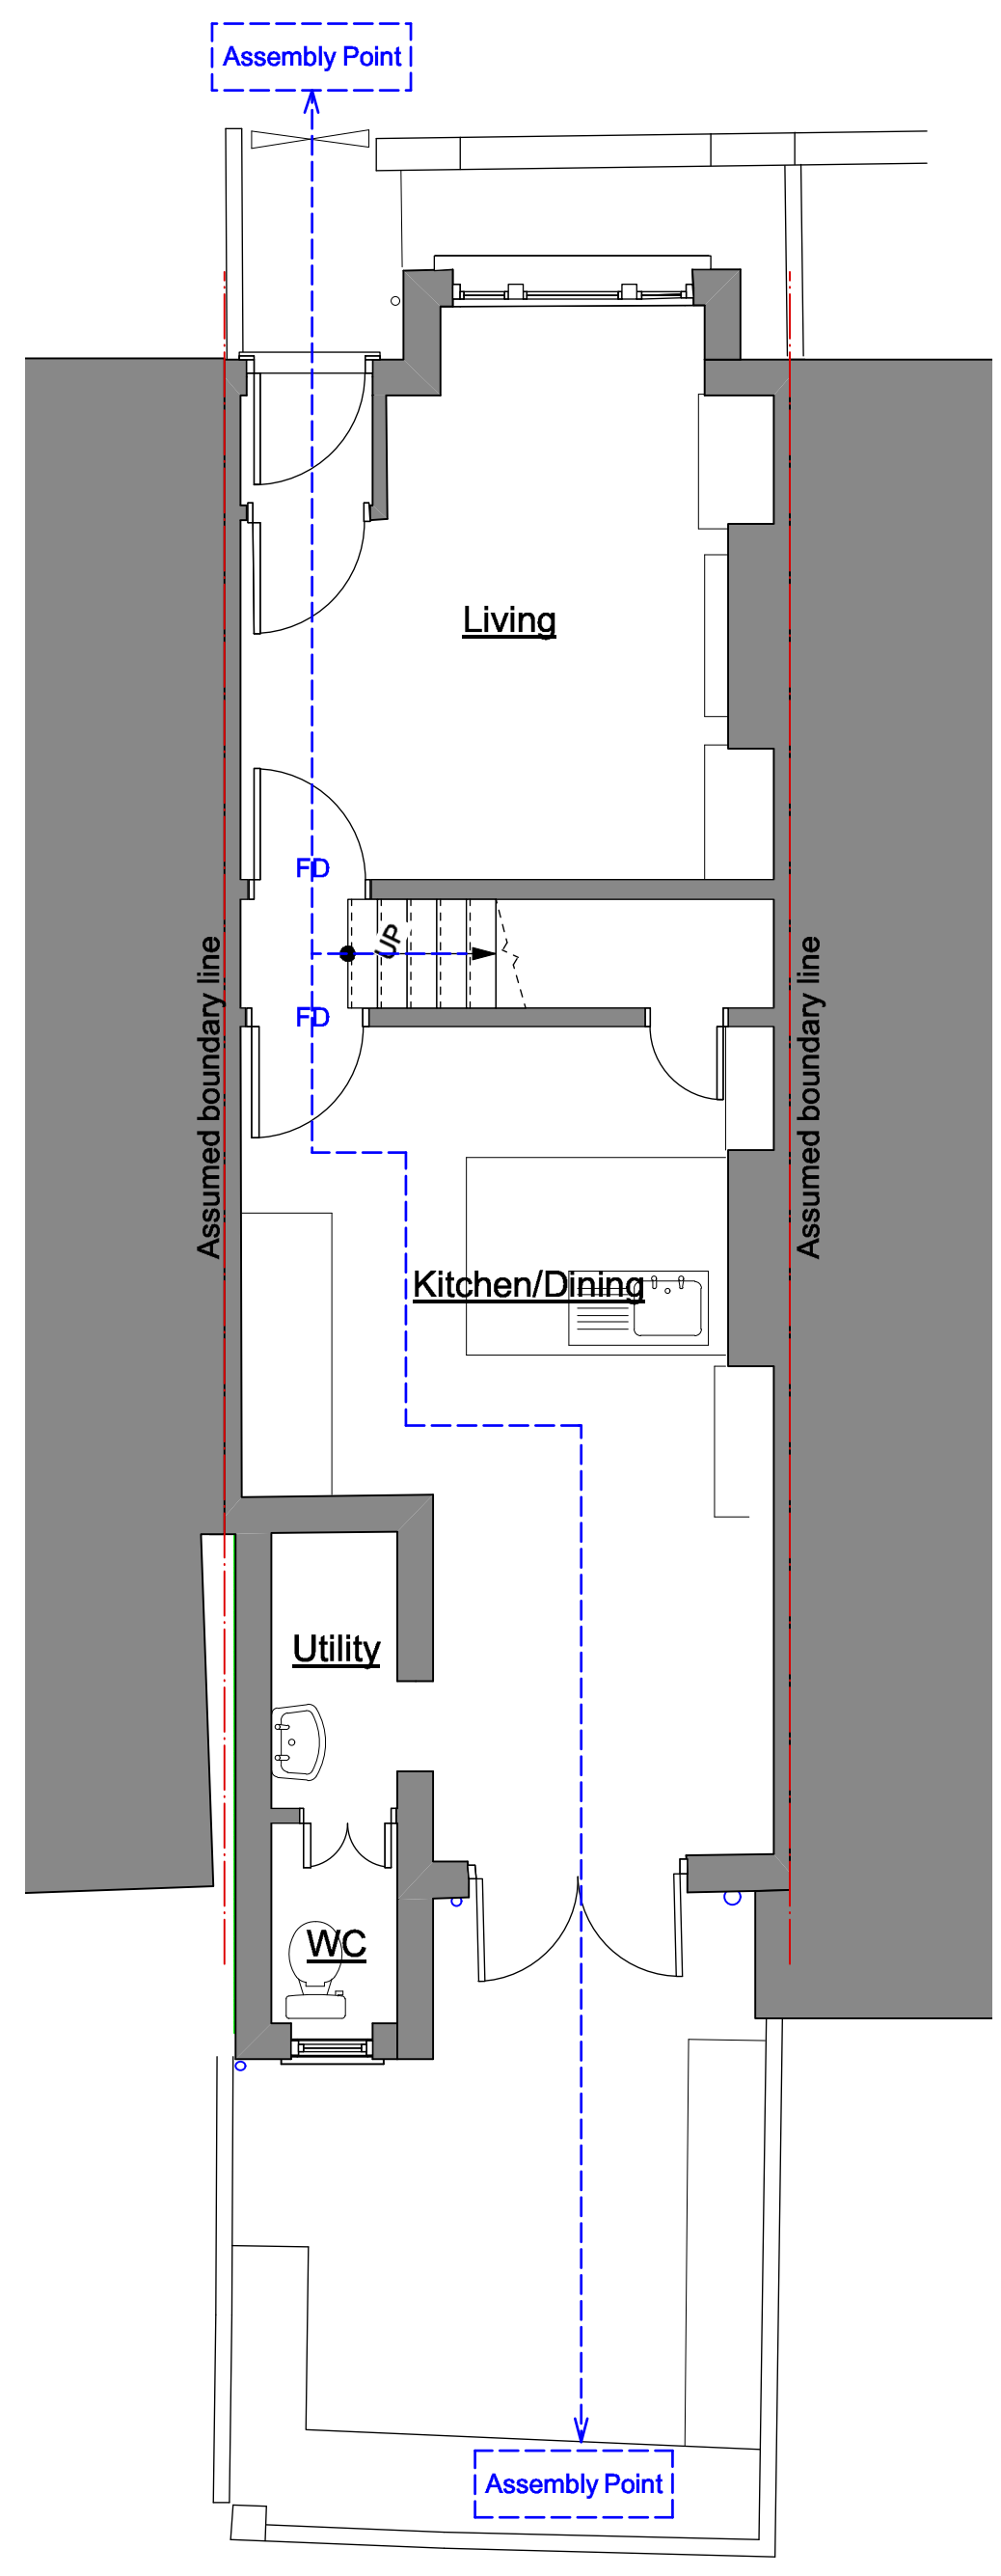 Assembly Point
Living
FD
UP
FD
Assumed boundary line
Assumed boundary line
Kitchen/Dining
Utility
WC
Assembly Point